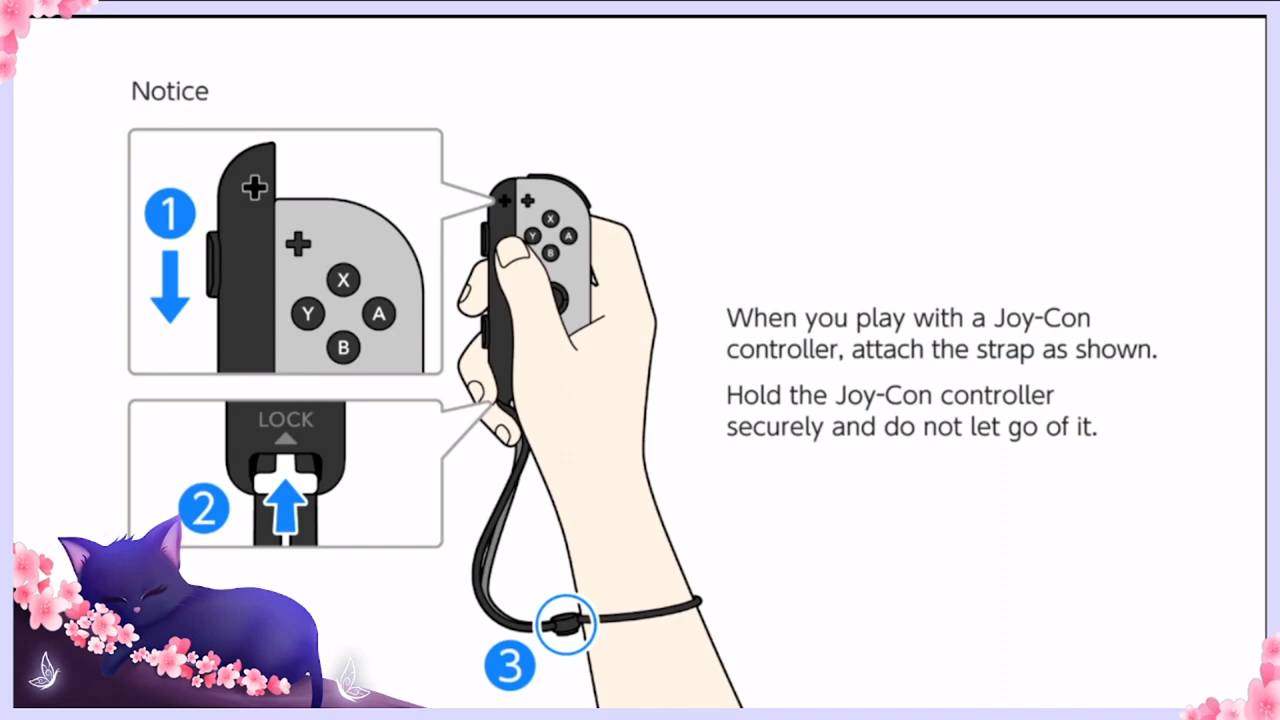 Notice
1
X
Y
A
B
X
Y
A
B
LOCK
2
3
When you play with a Joy-Con
controller, attach the strap as shown.
Hold the Joy-Con controller
securely and do not let go of it.